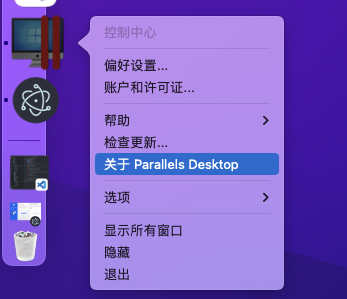 控制中心
偏好设置...
账户和许可证...
帮助
检查更新...
关于 Parallels Desktop
选项
显示所有窗口
隐藏
退出